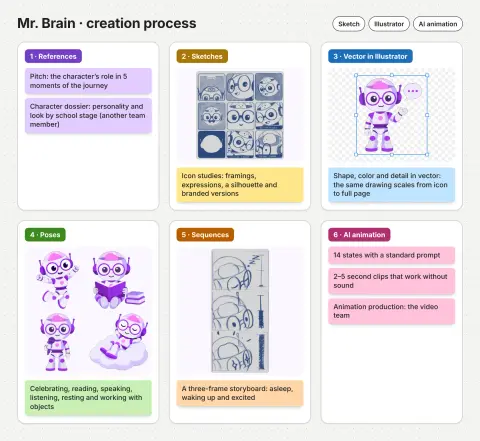 Mr. Brain · creation process
Sketch
Illustrator
AI animation
1 · References
Pitch: the character's role in 5
moments of the journey
Character dossier: personality and
look by school stage (another team
member)
2 · Sketches
Icon studies: framings,
expressions, a silhouette and
branded versions
3 · Vector in Illustrator
Shape, color and detail in vector:
the same drawing scales from icon
to full page
4 · Poses
Celebrating, reading, speaking,
listening, resting and working with
objects
5 · Sequences
A three-frame storyboard: asleep,
waking up and excited
6 · AI animation
14 states with a standard prompt
2–5 second clips that work without
sound
Animation production: the video
team